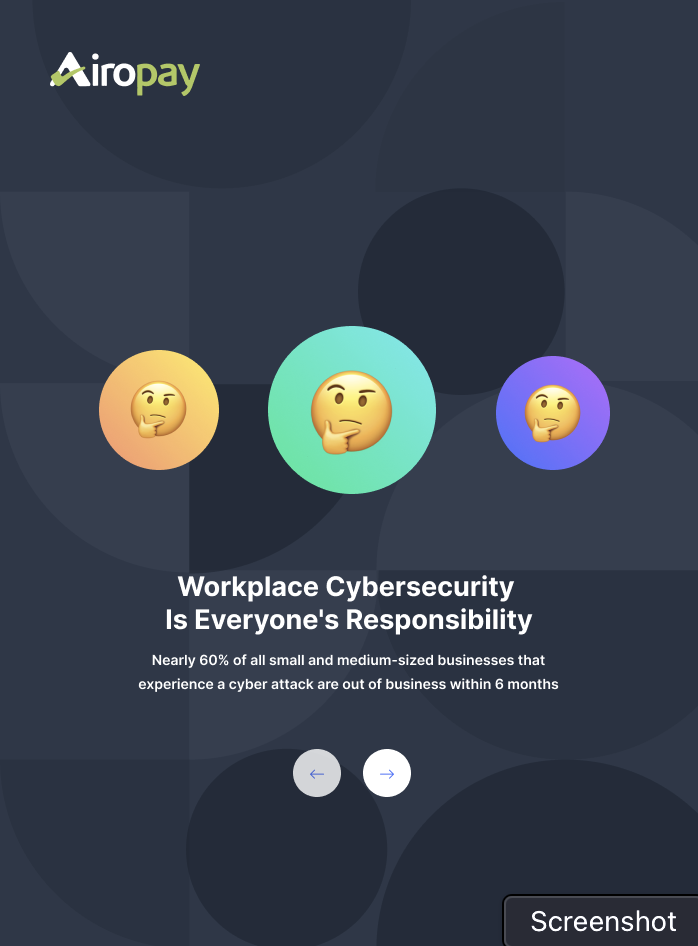 Airopay
Workplace Cybersecurity
Is Everyone's Responsibility
Nearly 60% of all small and medium-sized businesses that
experience a cyber attack are out of business within 6 months
Screenshot